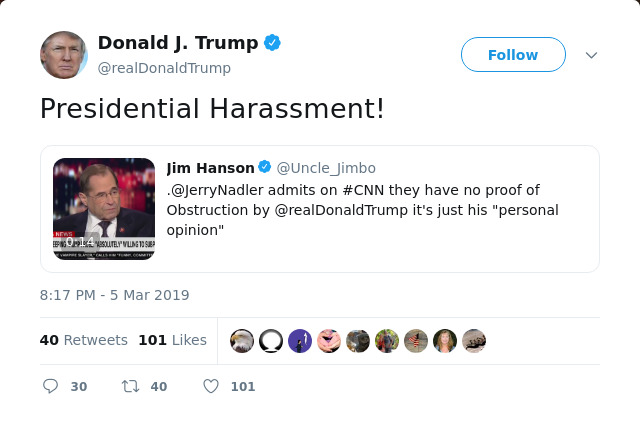 Donald J. Trump
@realDonaldTrump
Follow
Presidential Harassment!
Jim Hanson @Uncle_Jimbo
.@JerryNadler admits on #CNN they have no proof of
Obstruction by @realDonaldTrump it's just his "personal
opinion"
NEWS
0:14
"ABSOLUTELY" WILLING TO
8:17 PM - 5 Mar 2019
40 Retweets 101 Likes
30 40 101